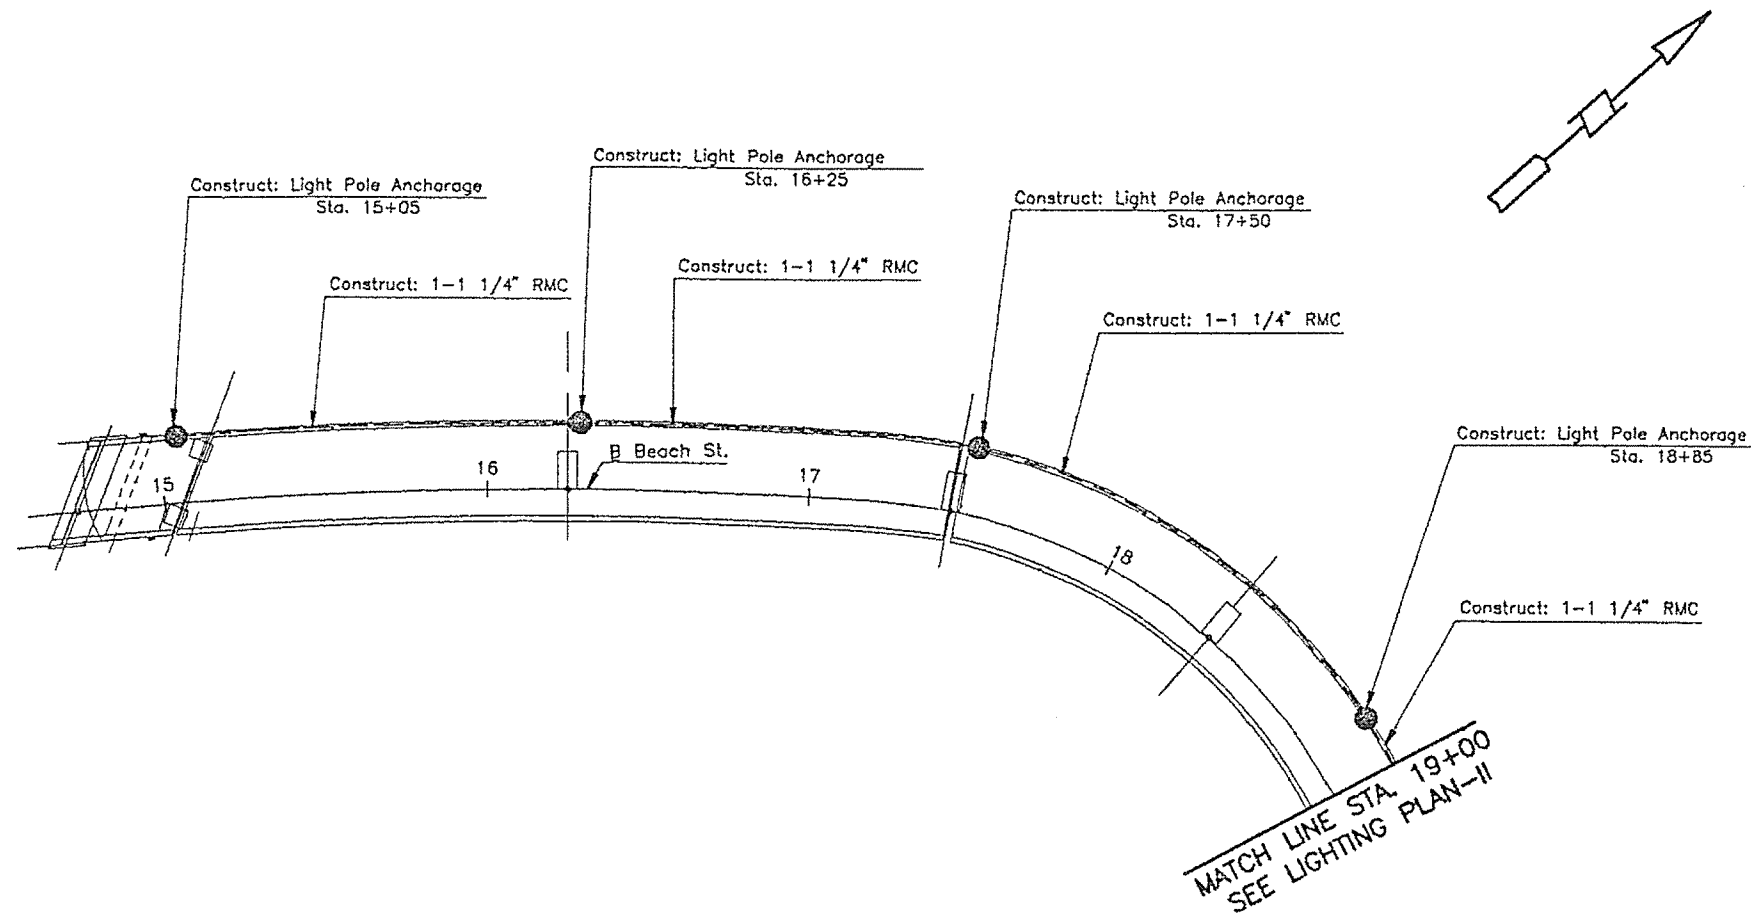 Construct: Light Pole Anchorage
Sta. 15+05
Construct: Light Pole Anchorage
Sta. 16+25
Construct: Light Pole Anchorage
Sta. 17+50
Construct: 1-1 1/4" RMC
Construct: 1-1 1/4" RMC
Construct: 1-1 1/4" RMC
Construct: Light Pole Anchorage
Sta. 18+85
Construct: 1-1 1/4" RMC
B Beach St.
15
16
17
18
MATCH LINE STA. 19+00
SEE LIGHTING PLAN-II